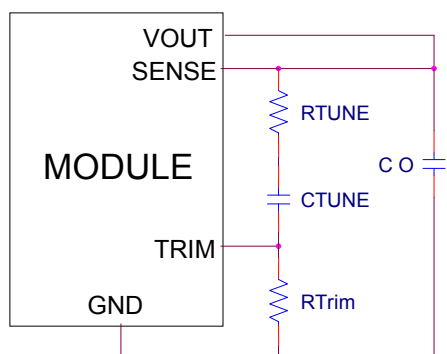 VOUT
SENSE
RTUNE
MODULE
C O
CTUNE
TRIM
RTrim
GND